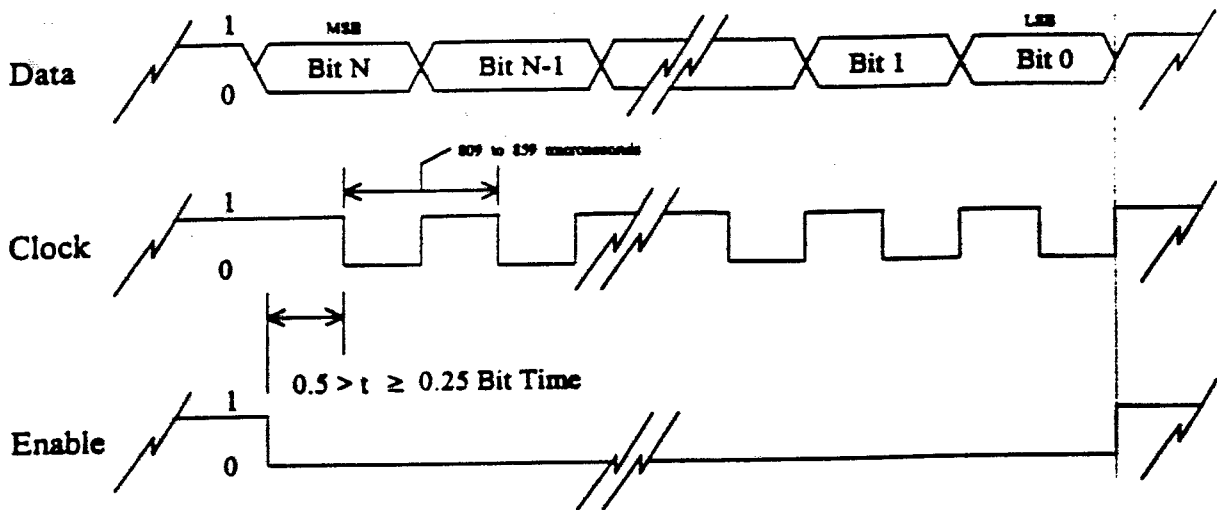 Data
1
0
MSB
Bit N
Bit N-1
Bit 1
LSB
Bit 0
809 to 859 microseconds
Clock
1
0
0.5 > t ≥ 0.25 Bit Time
Enable
1
0